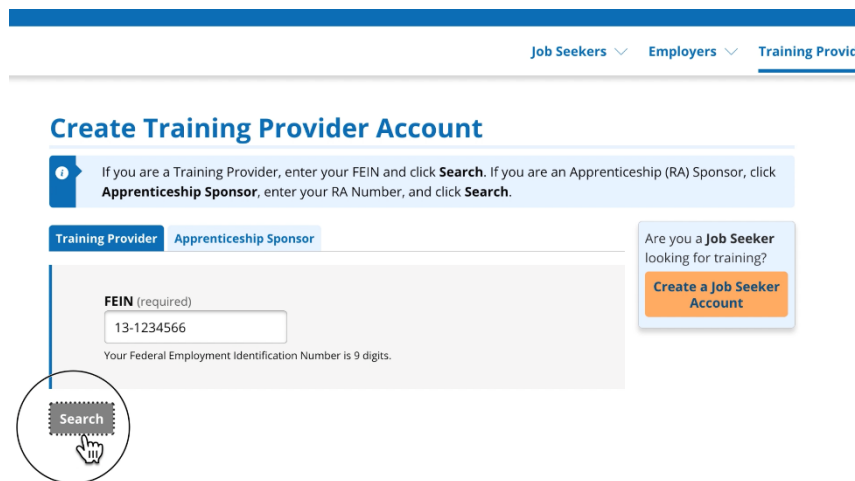 Job Seekers Employers Training Provid
Create Training Provider Account
If you are a Training Provider, enter your FEIN and click Search. If you are an Apprenticeship (RA) Sponsor, click
Apprenticeship Sponsor, enter your RA Number, and click Search.
Training Provider Apprenticeship Sponsor
Are you a Job Seeker
looking for training?
Create a Job Seeker
Account
FEIN (required)
13-1234566
Your Federal Employment Identification Number is 9 digits.
Search